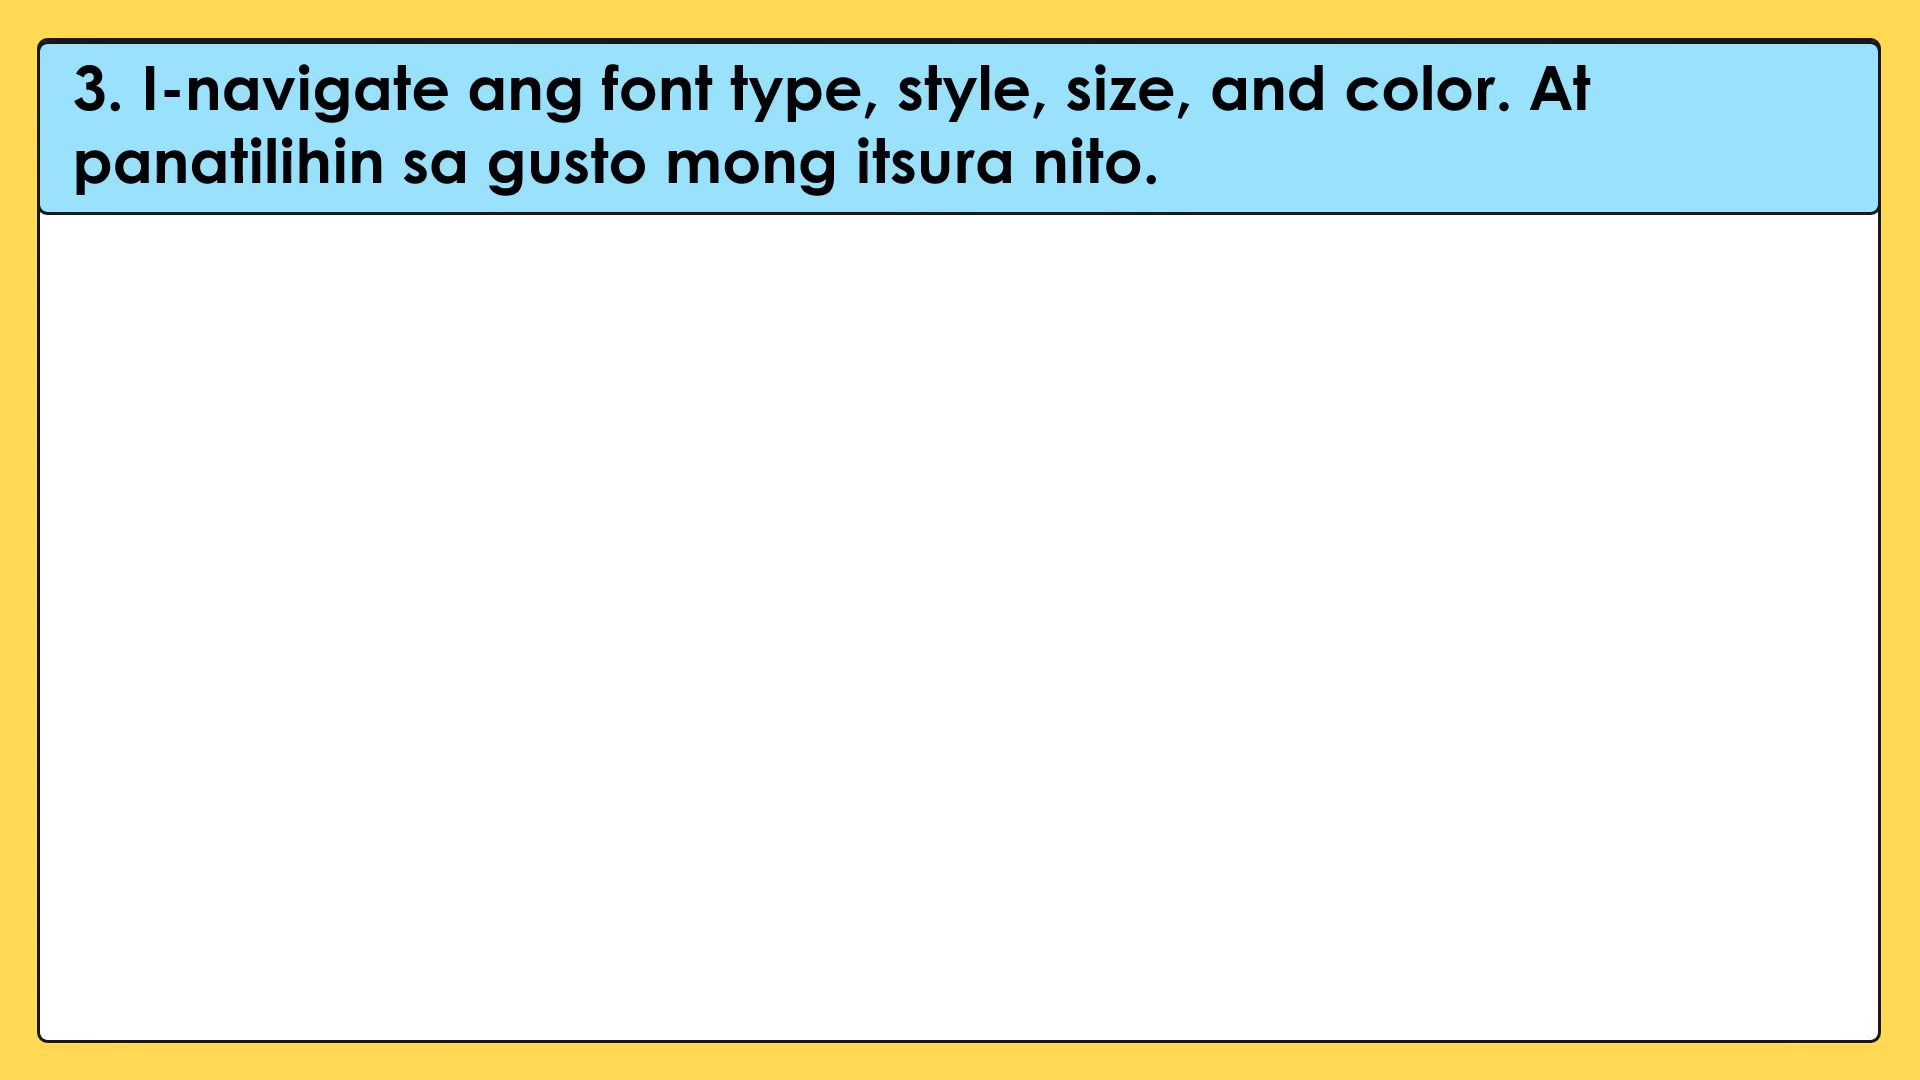 3. I-navigate ang font type, style, size, and color. At
panatilihin sa gusto mong itsura nito.